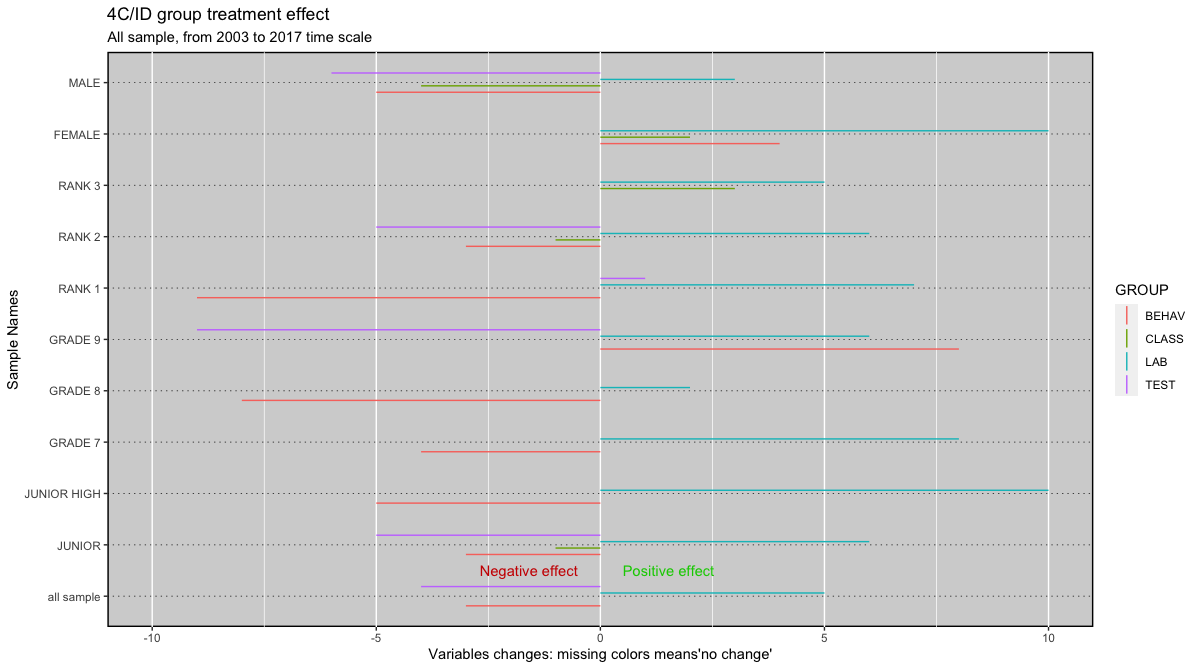 4C/ID group treatment effect
All sample, from 2003 to 2017 time scale
Sample Names
MALE
FEMALE
RANK 3
RANK 2
RANK 1
GRADE 9
GRADE 8
GRADE 7
JUNIOR HIGH
JUNIOR
all sample
Negative effect
Positive effect
-10
-5
0
5
10
Variables changes: missing colors means'no change'
GROUP
BEHAV
CLASS
LAB
TEST